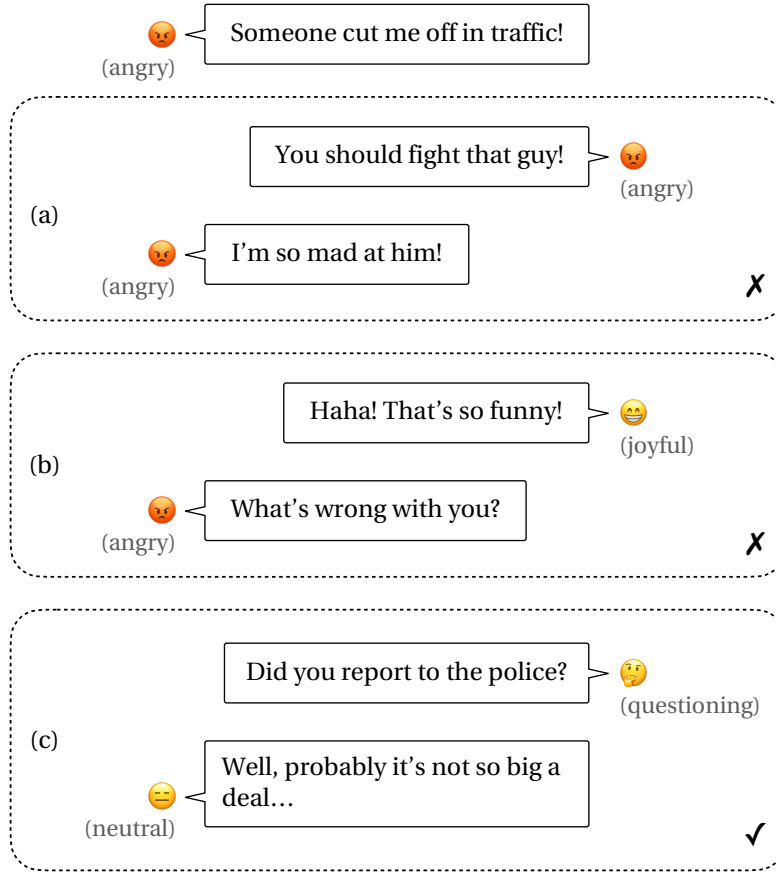 Someone cut me off in traffic!
(angry)
You should fight that guy!
(angry)
(a)
I’m so mad at him!
(angry)
✗
Haha! That’s so funny!
(joyful)
(b)
What’s wrong with you?
(angry)
✗
Did you report to the police?
(questioning)
(c)
Well, probably it’s not so big a
deal…
(neutral)
✓